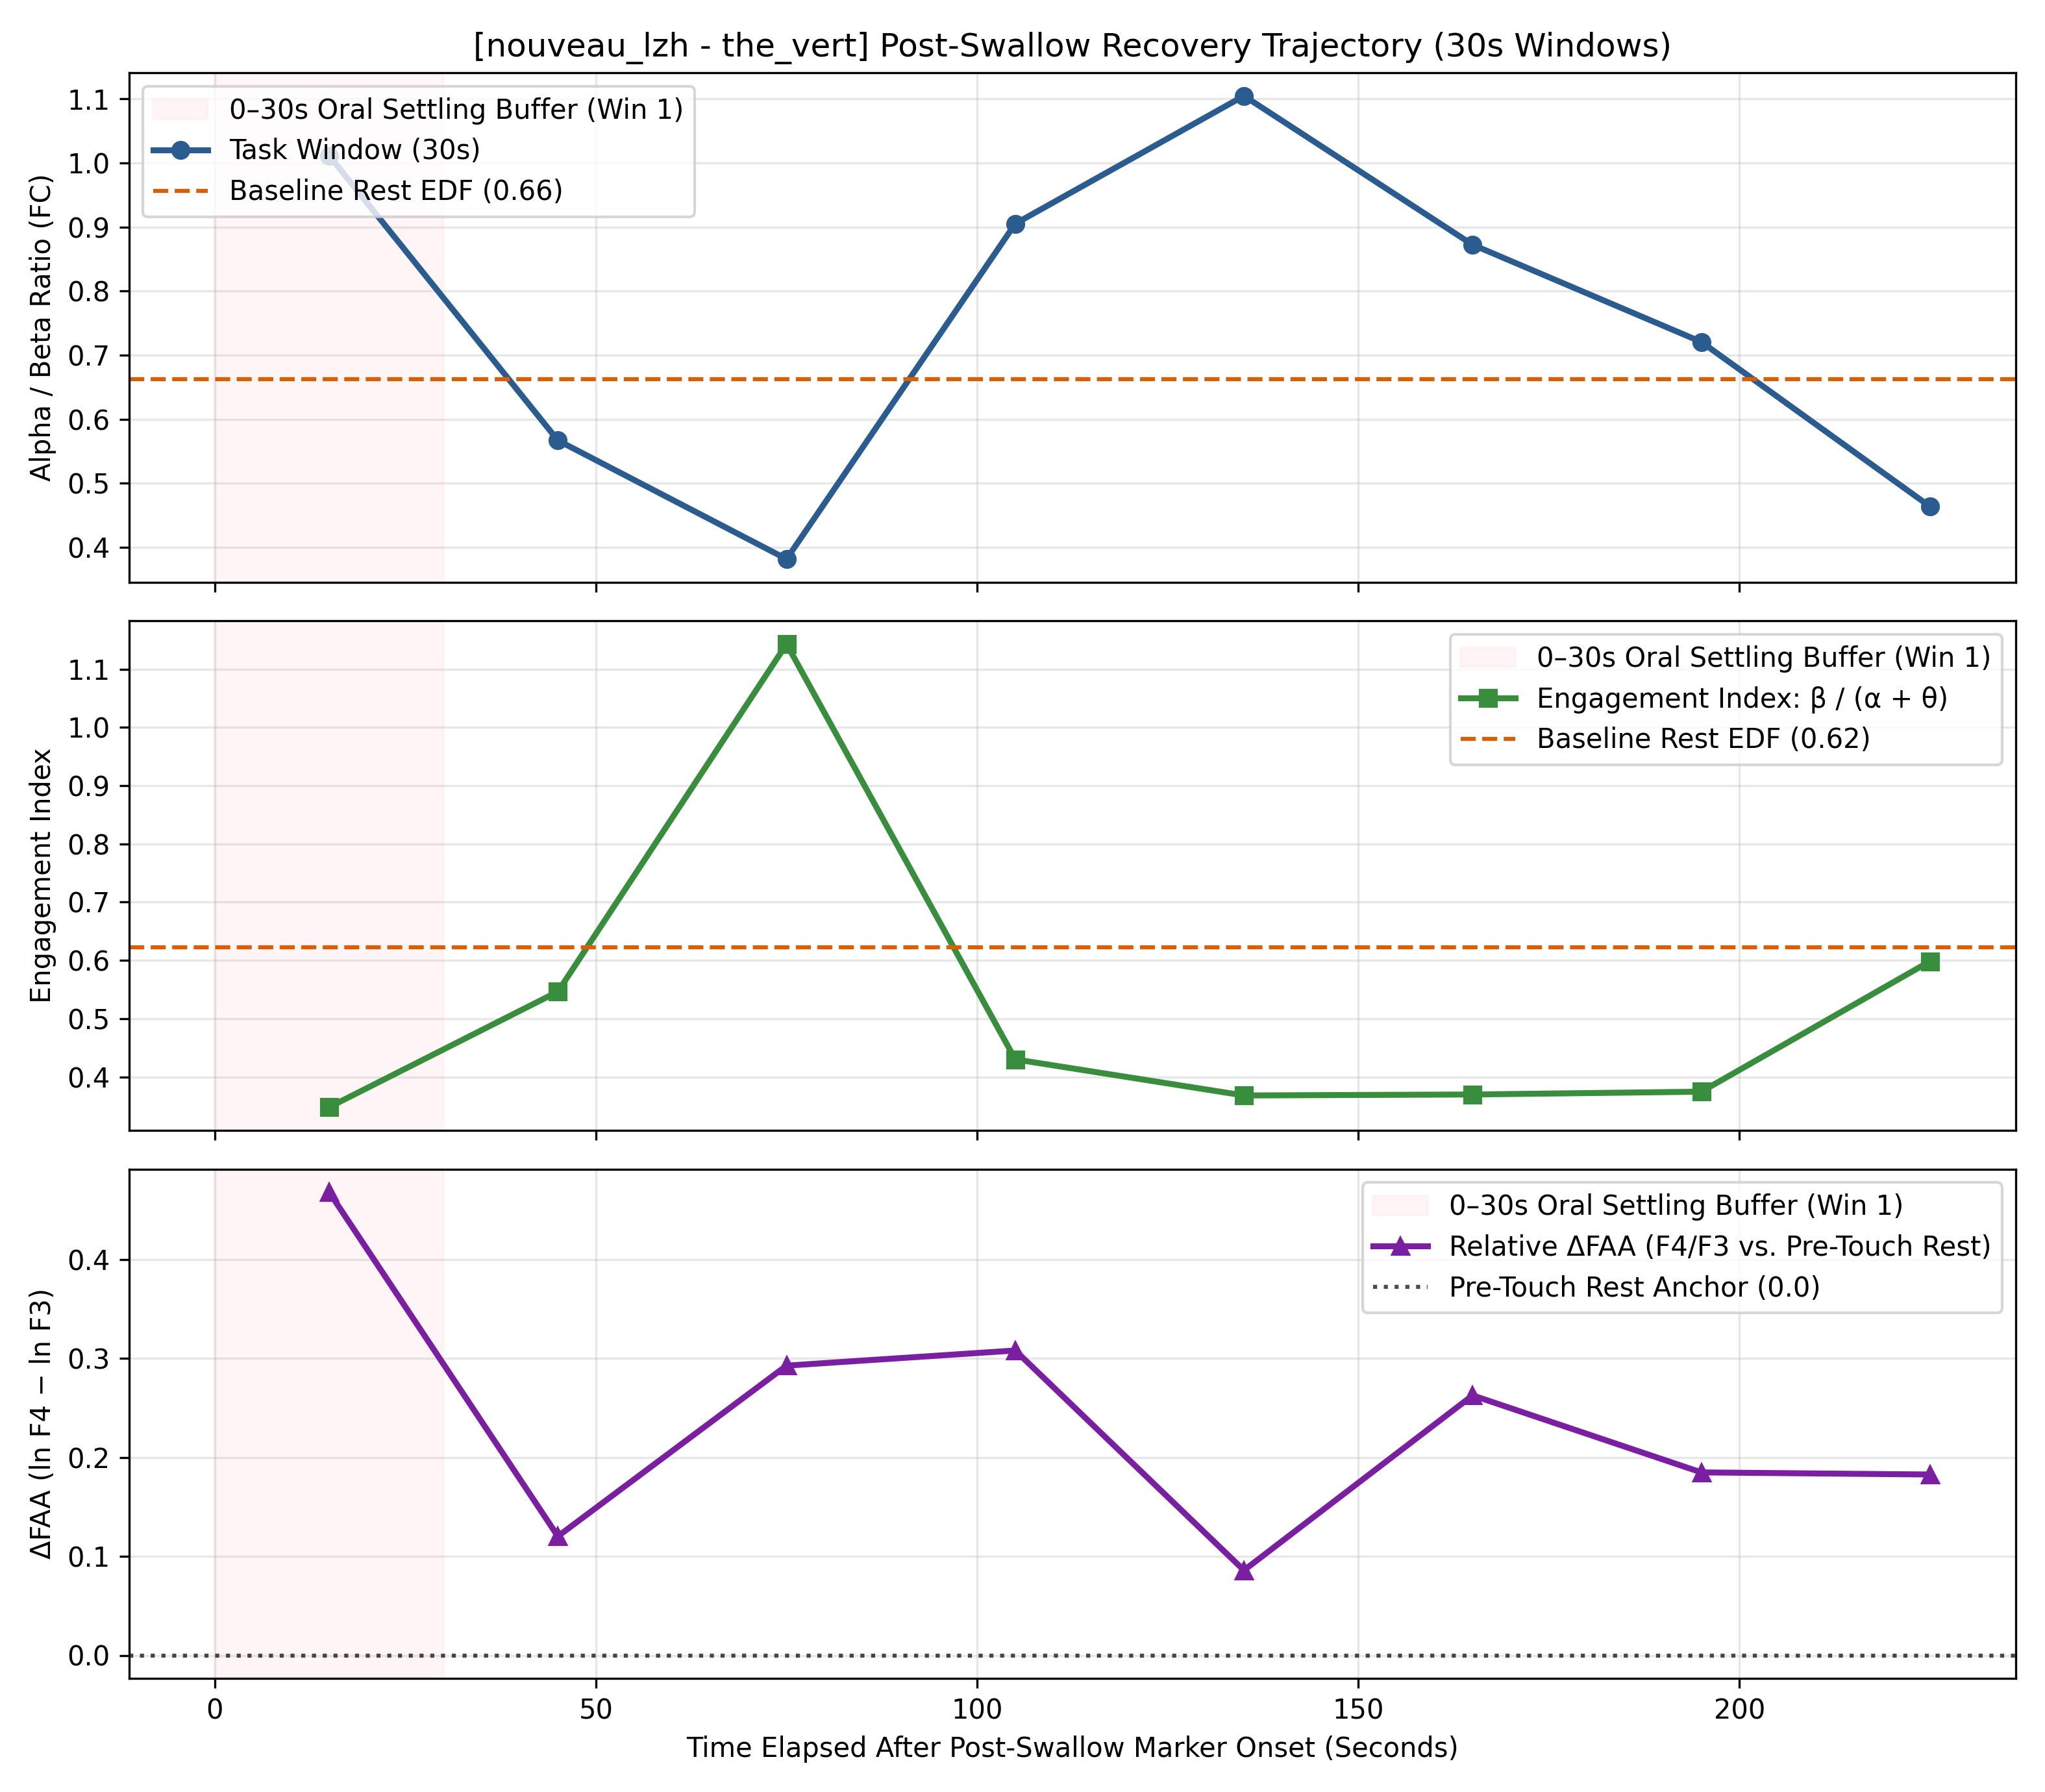 [nouveau_lzh - the_vert] Post-Swallow Recovery Trajectory (30s Windows)
Alpha / Beta Ratio (FC)
1.1
1.0
0.9
0.8
0.7
0.6
0.5
0.4
0–30s Oral Settling Buffer (Win 1)
Task Window (30s)
Baseline Rest EDF (0.66)
Engagement Index
1.1
1.0
0.9
0.8
0.7
0.6
0.5
0.4
0–30s Oral Settling Buffer (Win 1)
Engagement Index: β / (α + θ)
Baseline Rest EDF (0.62)
ΔFAA (ln F4 − ln F3)
0.4
0.3
0.2
0.1
0.0
0–30s Oral Settling Buffer (Win 1)
Relative ΔFAA (F4/F3 vs. Pre-Touch Rest)
Pre-Touch Rest Anchor (0.0)
0 50 100 150 200
Time Elapsed After Post-Swallow Marker Onset (Seconds)